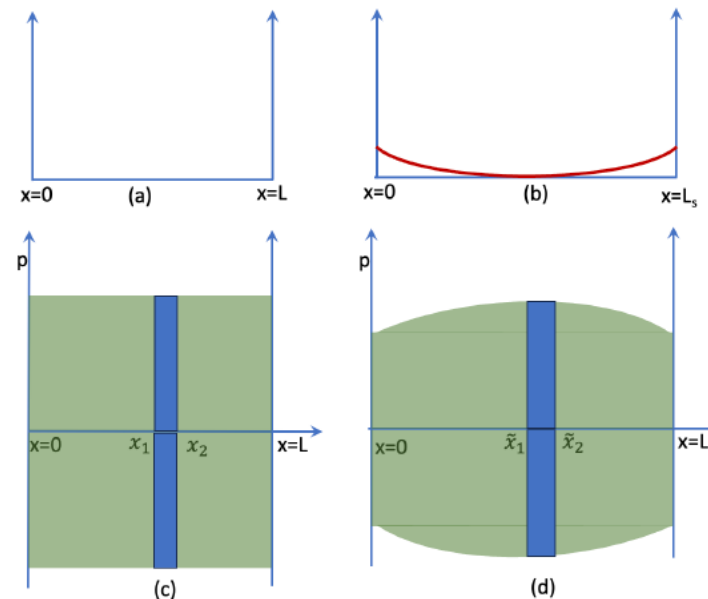 x=0 (a) x=L
x=0 (b) x=Lₛ
p
x=0 x₁ x₂ x=L
(c)
p
x=0 x̃₁ x̃₂ x=L
(d)